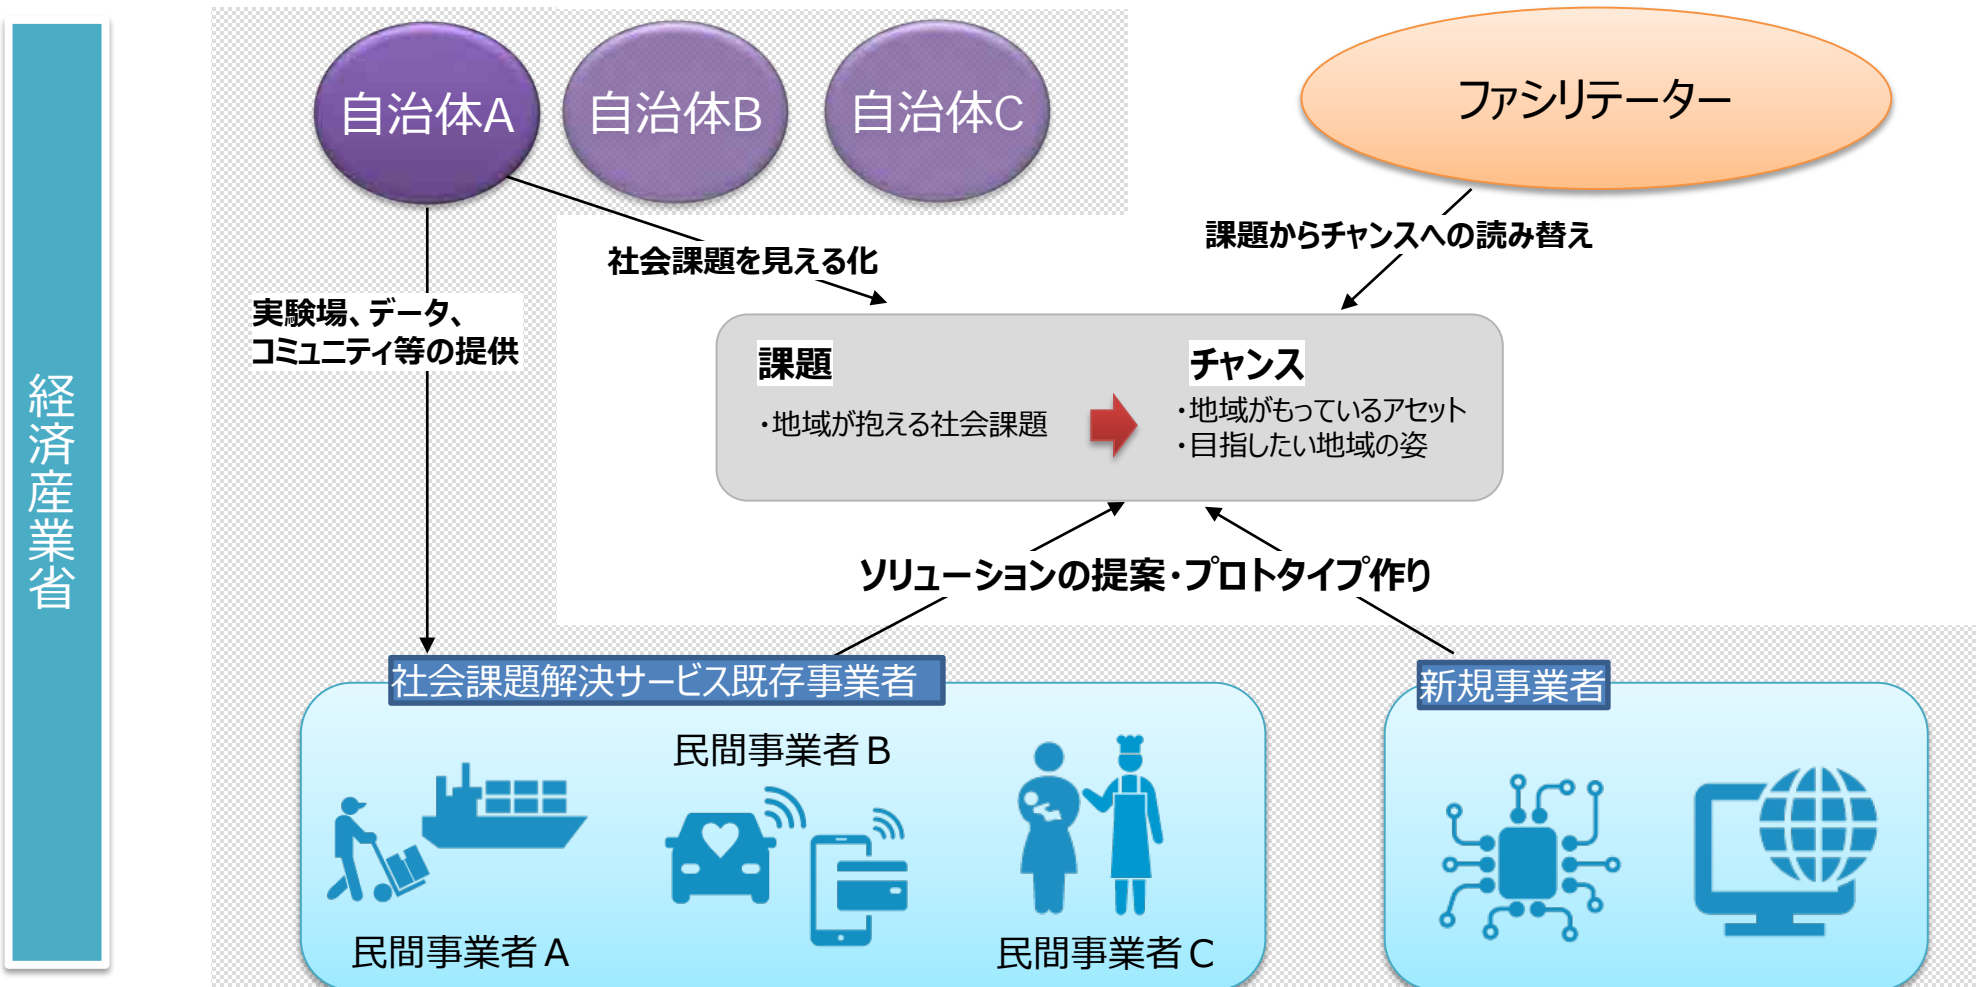 経済産業省
自治体A
自治体B
自治体C
ファシリテーター
社会課題を見える化
課題からチャンスへの読み替え
実験場、データ、
コミュニティ等の提供
課題
・地域が抱える社会課題
チャンス
・地域がもっているアセット
・目指したい地域の姿
ソリューションの提案・プロトタイプ作り
社会課題解決サービス既存事業者
新規事業者
民間事業者B
民間事業者A
民間事業者C